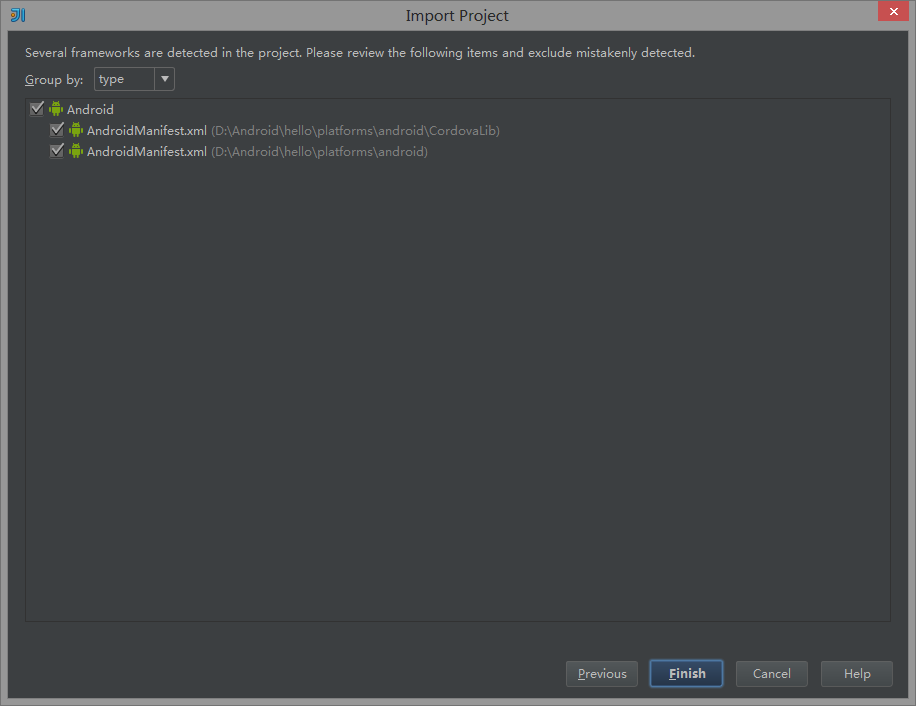 Import Project
Several frameworks are detected in the project. Please review the following items and exclude mistakenly detected.
Group by: type
Android
AndroidManifest.xml (D:\Android\hello\platforms\android\CordovaLib)
AndroidManifest.xml (D:\Android\hello\platforms\android)
Previous Finish Cancel Help